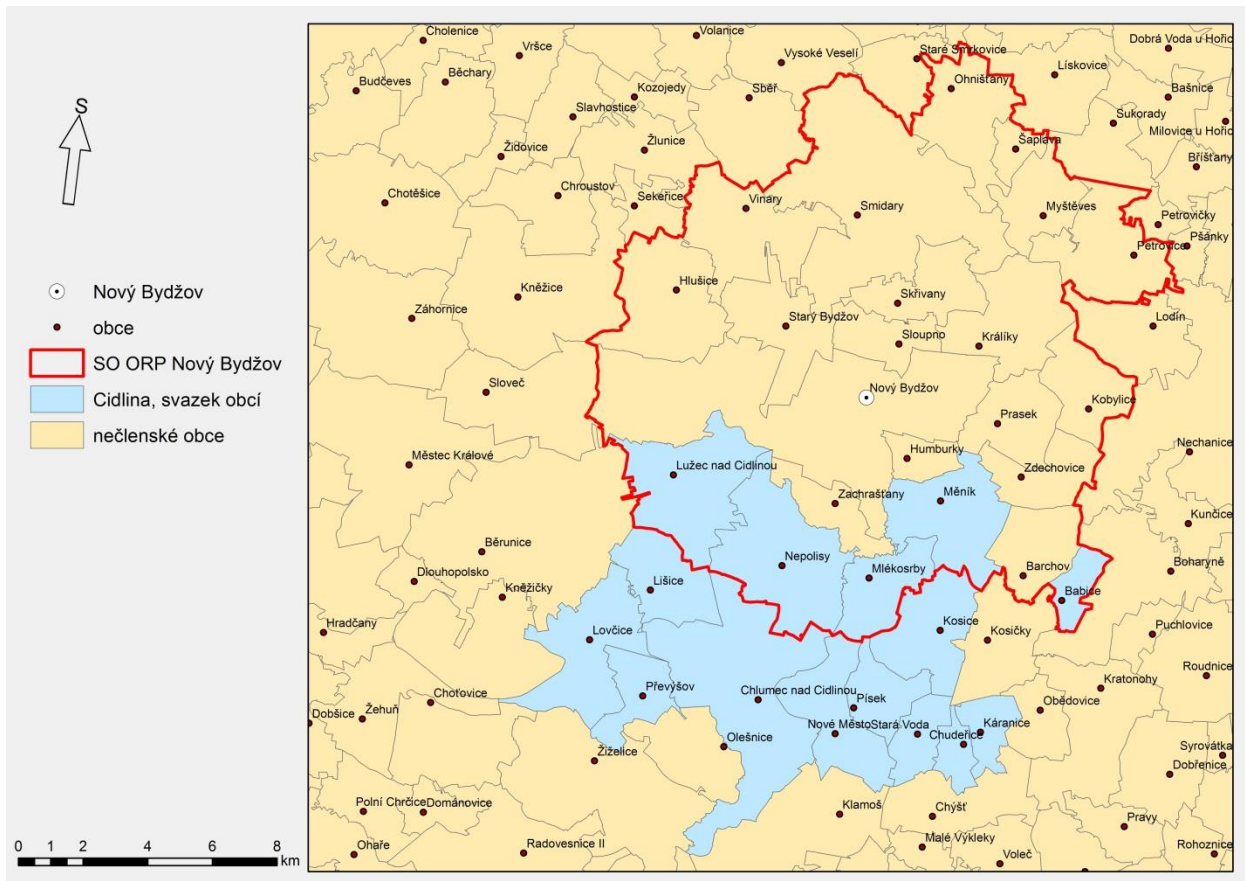 S
Nový Bydžov
obce
SO ORP Nový Bydžov
Cidlina, svazek obcí
nečlenské obce
0 1 2 4 6 8
km
Cholenice
Vršce
Volanice
Vysoké Veselí
Staré Smrkovice
Dobrá Voda u Hořic
Budčeves
Běchary
Kozojedy
Sběř
Ohnišťany
Lískovice
Bašnice
Slavhostice
Sukorady
Milovice u Hořic
Židovice
Žlunice
Šaplava
Bříšťany
Chotěšice
Chroustov
Sekeřice
Vinary
Smidary
Myštěves
Petrovičky
Pšánky
Petrovice
Kněžice
Hlušice
Skřivany
Záhornice
Starý Bydžov
Sloupno
Králíky
Lodín
Sloveč
Nový Bydžov
Kobylice
Prasek
Nechanice
Městec Králové
Lužec nad Cidlinou
Humburky
Zdechovice
Zachrašťany
Měník
Kunčice
Běrunice
Nepolisy
Mlékosrby
Barchov
Boharyně
Dlouhopolsko
Kněžičky
Lišice
Babice
Hradčany
Lovčice
Kosice
Kosičky
Puchlovice
Roudnice
Kratonohy
Choťovice
Převýšov
Chlumec nad Cidlinou
Písek
Obědovice
Dobšice
Žehuň
Nové Město
Stará Voda
Chudeřice
Káranice
Žiželice
Olešnice
Syrovátka
Dobřenice
Polní Chrčice
Dománovice
Klamoš
Chýšť
Pravy
Malé Výkleky
Voleč
Ohaře
Radovesnice II
Rohoznice